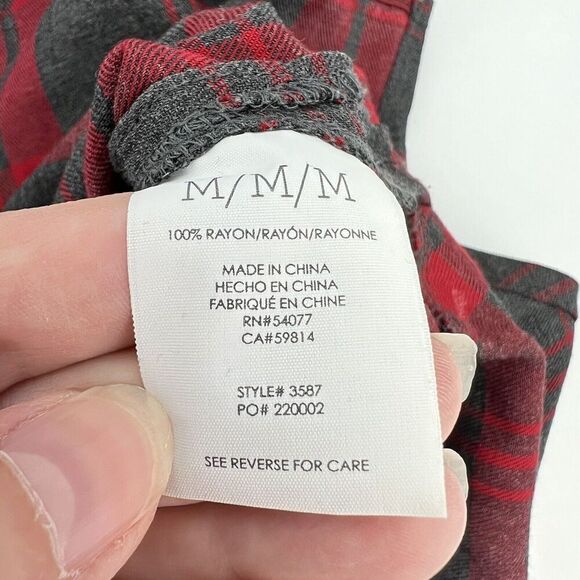 M/M/M
100% RAYON/RAYÓN/RAYONNE
MADE IN CHINA
HECHO EN CHINA
FABRIQUÉ EN CHINE
RN#54077
CA#59814
STYLE# 3587
PO# 220002
SEE REVERSE FOR CARE